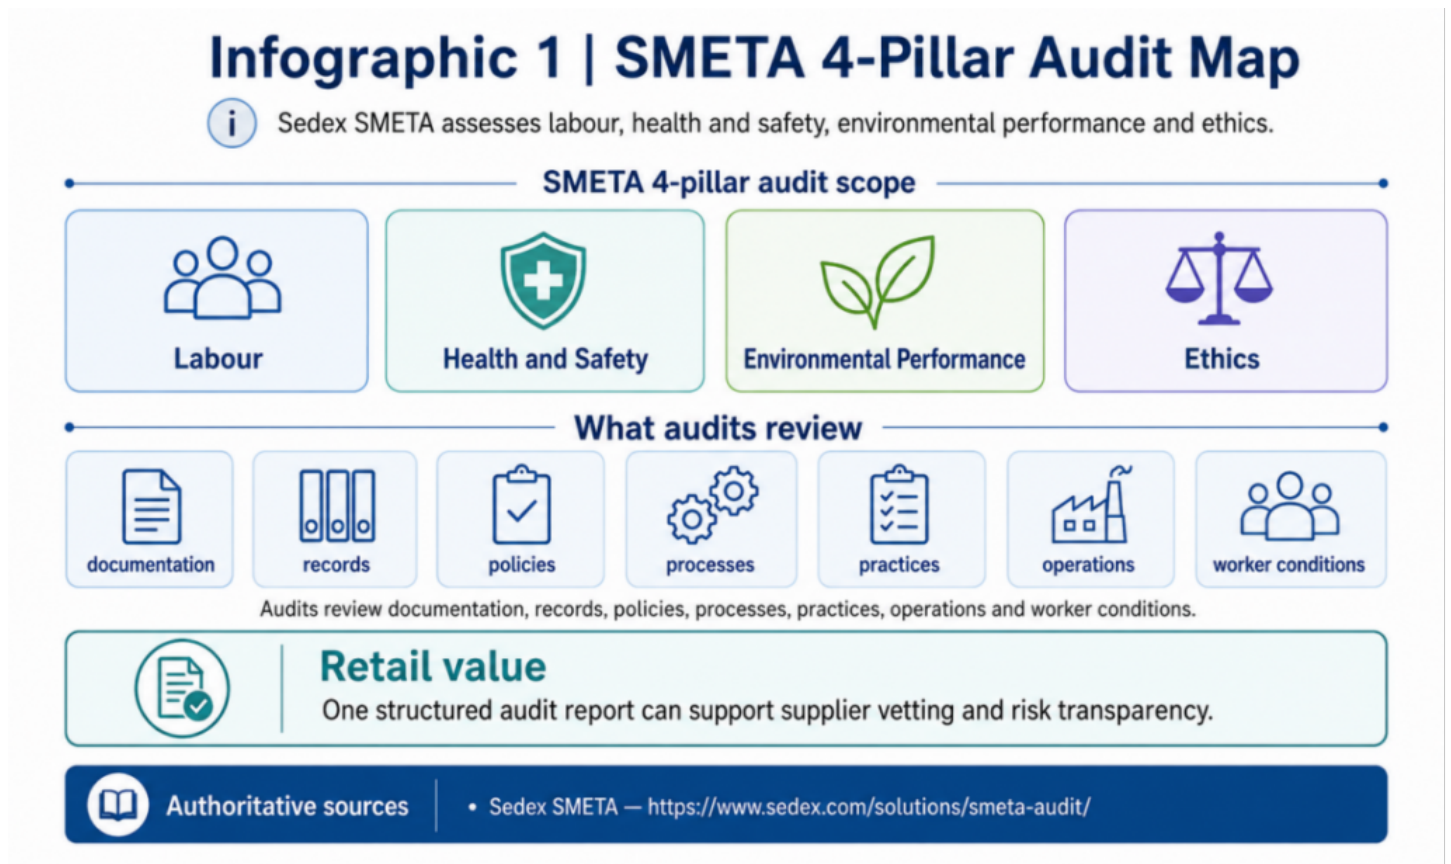 Infographic 1 | SMETA 4-Pillar Audit Map
i Sedex SMETA assesses labour, health and safety, environmental performance and ethics.
SMETA 4-pillar audit scope
Labour
Health and Safety
Environmental Performance
Ethics
What audits review
documentation
records
policies
processes
practices
operations
worker conditions
Audits review documentation, records, policies, processes, practices, operations and worker conditions.
Retail value
One structured audit report can support supplier vetting and risk transparency.
Authoritative sources
• Sedex SMETA — https://www.sedex.com/solutions/smeta-audit/